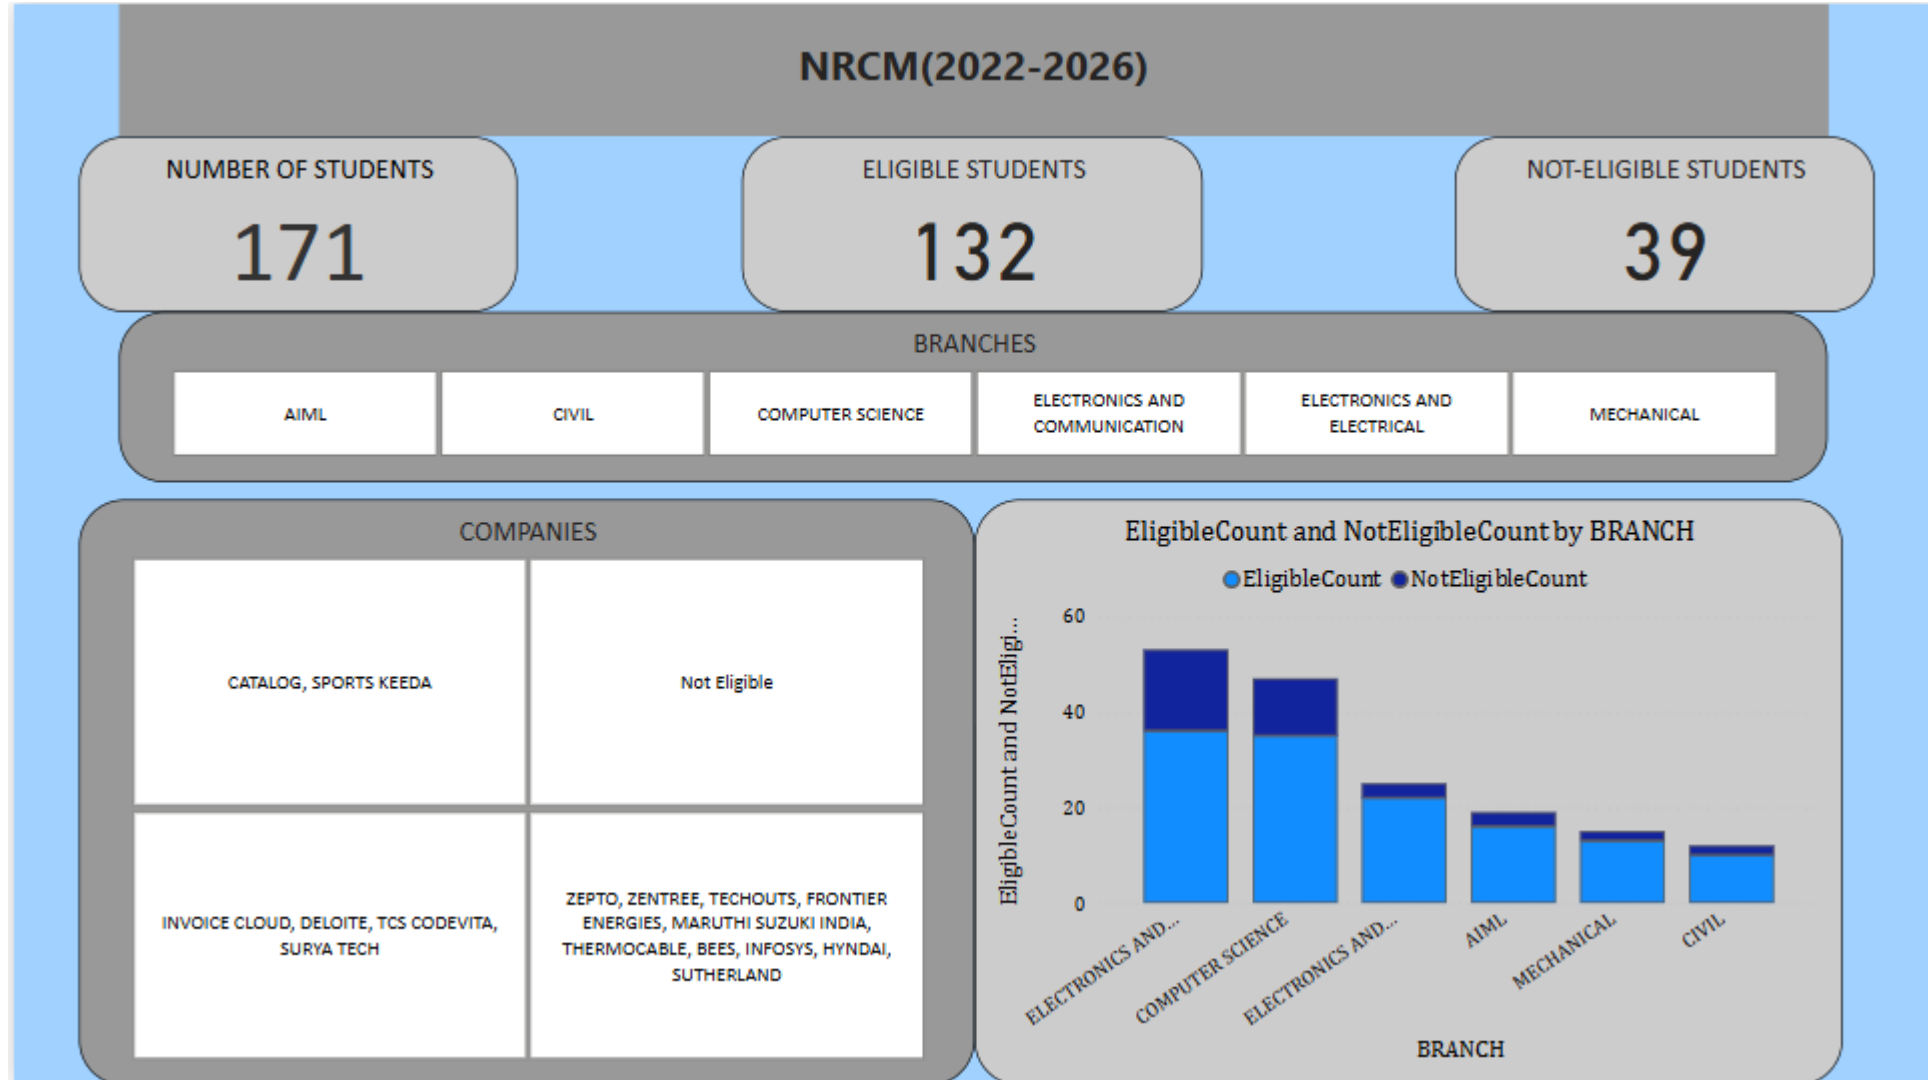 NRCM(2022-2026)
NUMBER OF STUDENTS
171
ELIGIBLE STUDENTS
132
NOT-ELIGIBLE STUDENTS
39
BRANCHES
AIML
CIVIL
COMPUTER SCIENCE
ELECTRONICS AND
COMMUNICATION
ELECTRONICS AND
ELECTRICAL
MECHANICAL
COMPANIES
CATALOG, SPORTS KEEDA
Not Eligible
INVOICE CLOUD, DELOITE, TCS CODEVITA,
SURYA TECH
ZEPTO, ZENTREE, TECHOUTS, FRONTIER
ENERGIES, MARUTHI SUZUKI INDIA,
THERMOCABLE, BEES, INFOSYS, HYNDAI,
SUTHERLAND
EligibleCount and NotEligibleCount by BRANCH
EligibleCount NotEligibleCount
EligibleCount and NotEligi...
60
40
20
0
ELECTRONICS AND...
COMPUTER SCIENCE
ELECTRONICS AND...
AIML
MECHANICAL
CIVIL
BRANCH